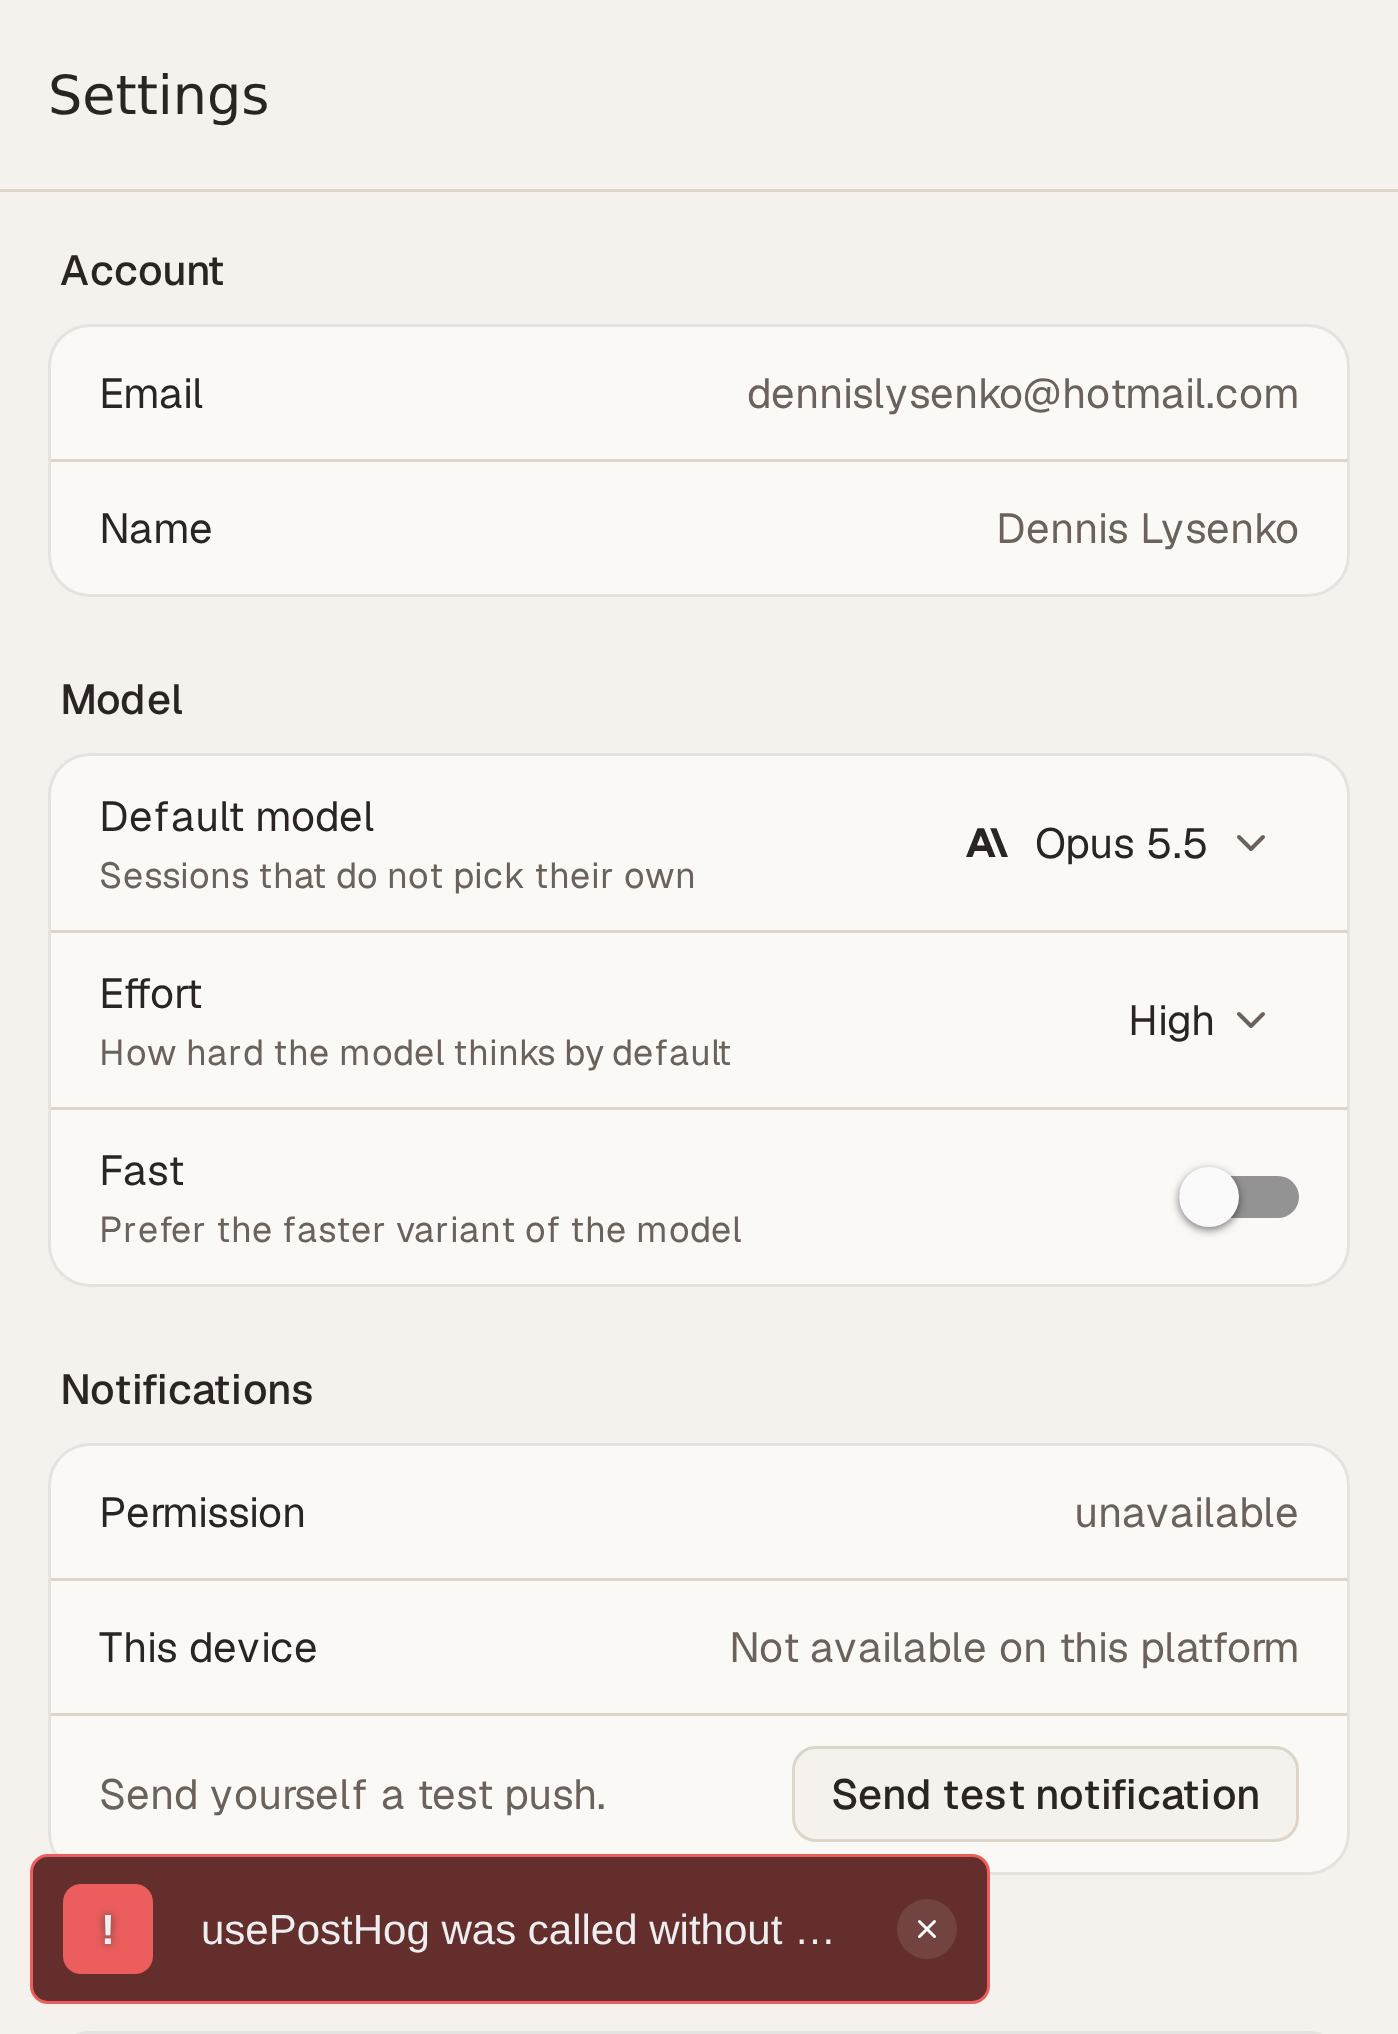 Settings
Account
Email
dennislysenko@hotmail.com
Name
Dennis Lysenko
Model
Default model
Sessions that do not pick their own
A\ Opus 5.5
Effort
How hard the model thinks by default
High
Fast
Prefer the faster variant of the model
Notifications
Permission
unavailable
This device
Not available on this platform
Send yourself a test push.
Send test notification
! usePostHog was called without …